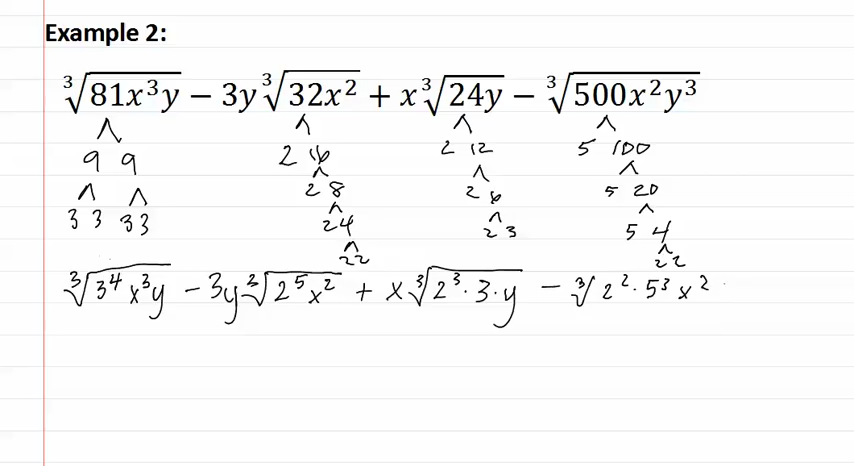 Example 2:
∛81x³y − 3y∛32x² + x∛24y − ∛500x²y³
9 9 2 16 2 12 5 100
3 3 3 3 2 8 2 6 5 20
2 4 2 3 5 4
2 2 2 2
∛3⁴x³y − 3y∛2⁵x² + x∛2³·3·y − ∛2²·5³x²